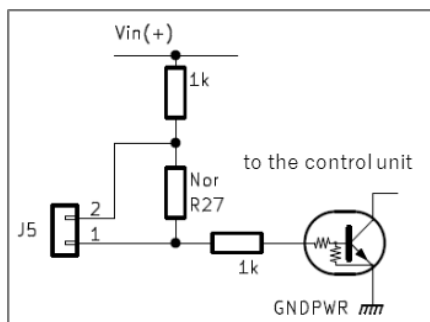 Vin(+)
1k
to the control unit
Nor
R27
2
J5
1
1k
GNDPWR